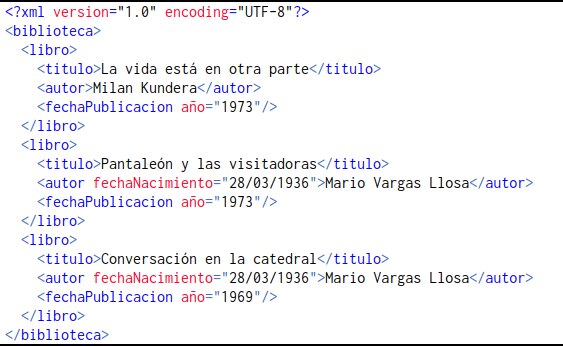 <?xml version="1.0" encoding="UTF-8"?>
<biblioteca>
  <libro>
    <titulo>La vida está en otra parte</titulo>
    <autor>Milan Kundera</autor>
    <fechaPublicacion año="1973"/>
  </libro>
  <libro>
    <titulo>Pantaleón y las visitadoras</titulo>
    <autor fechaNacimiento="28/03/1936">Mario Vargas Llosa</autor>
    <fechaPublicacion año="1973"/>
  </libro>
  <libro>
    <titulo>Conversación en la catedral</titulo>
    <autor fechaNacimiento="28/03/1936">Mario Vargas Llosa</autor>
    <fechaPublicacion año="1969"/>
  </libro>
</biblioteca>